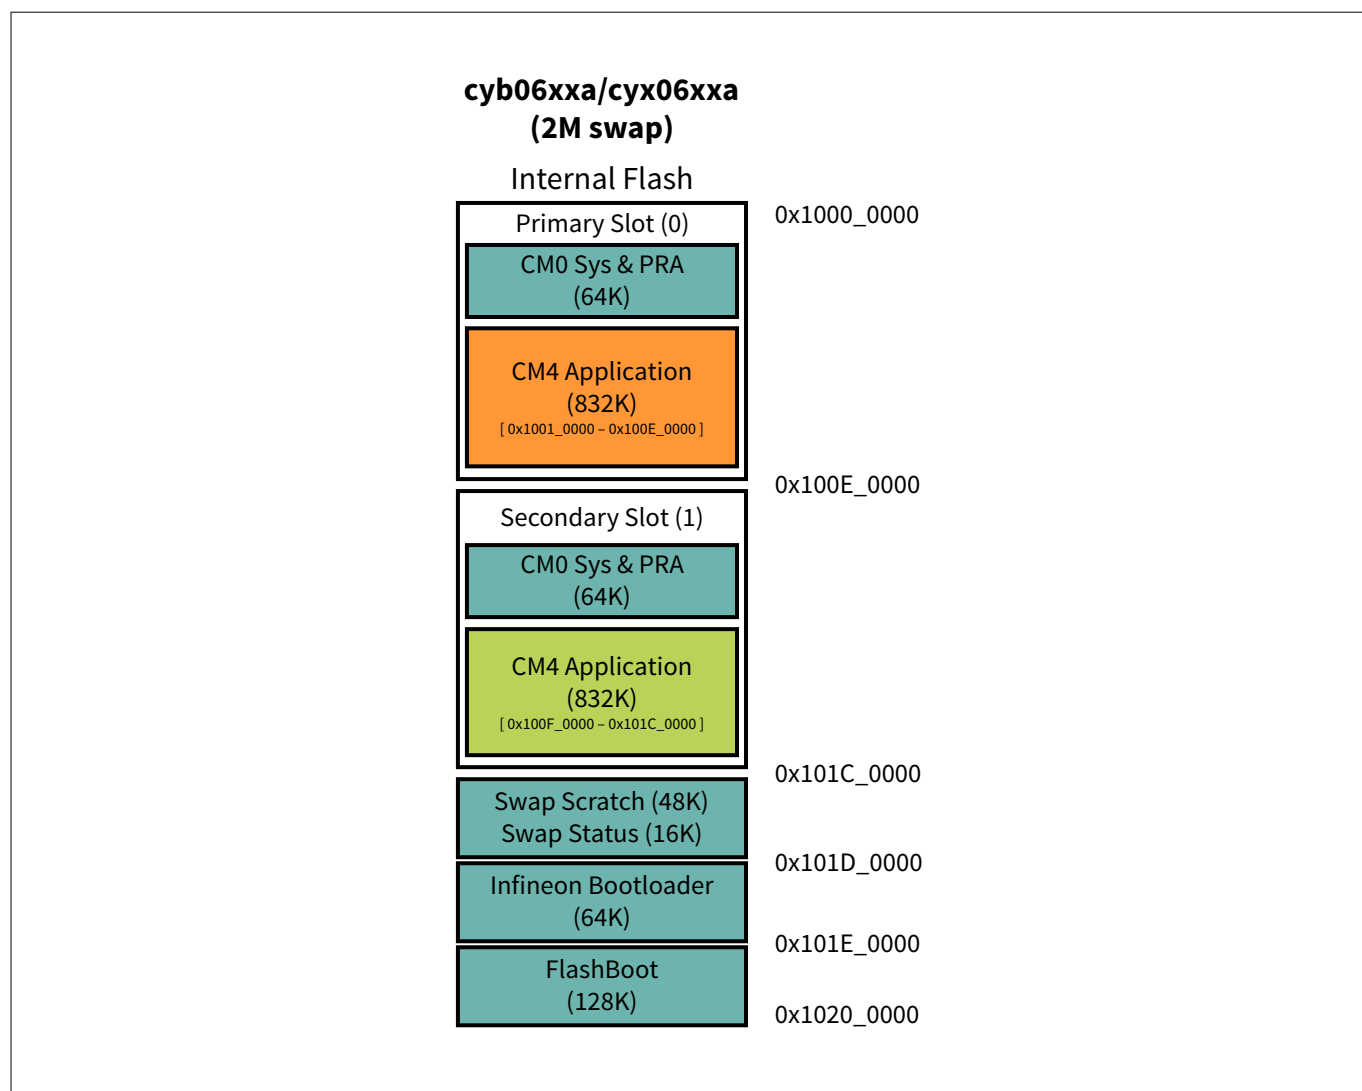 cyb06xxa/cyx06xxa
(2M swap)
Internal Flash
0x1000_0000
Primary Slot (0)
CM0 Sys & PRA
(64K)
CM4 Application
(832K)
[ 0x1001_0000 – 0x100E_0000 ]
0x100E_0000
Secondary Slot (1)
CM0 Sys & PRA
(64K)
CM4 Application
(832K)
[ 0x100F_0000 – 0x101C_0000 ]
0x101C_0000
Swap Scratch (48K)
Swap Status (16K)
0x101D_0000
Infineon Bootloader
(64K)
0x101E_0000
FlashBoot
(128K)
0x1020_0000